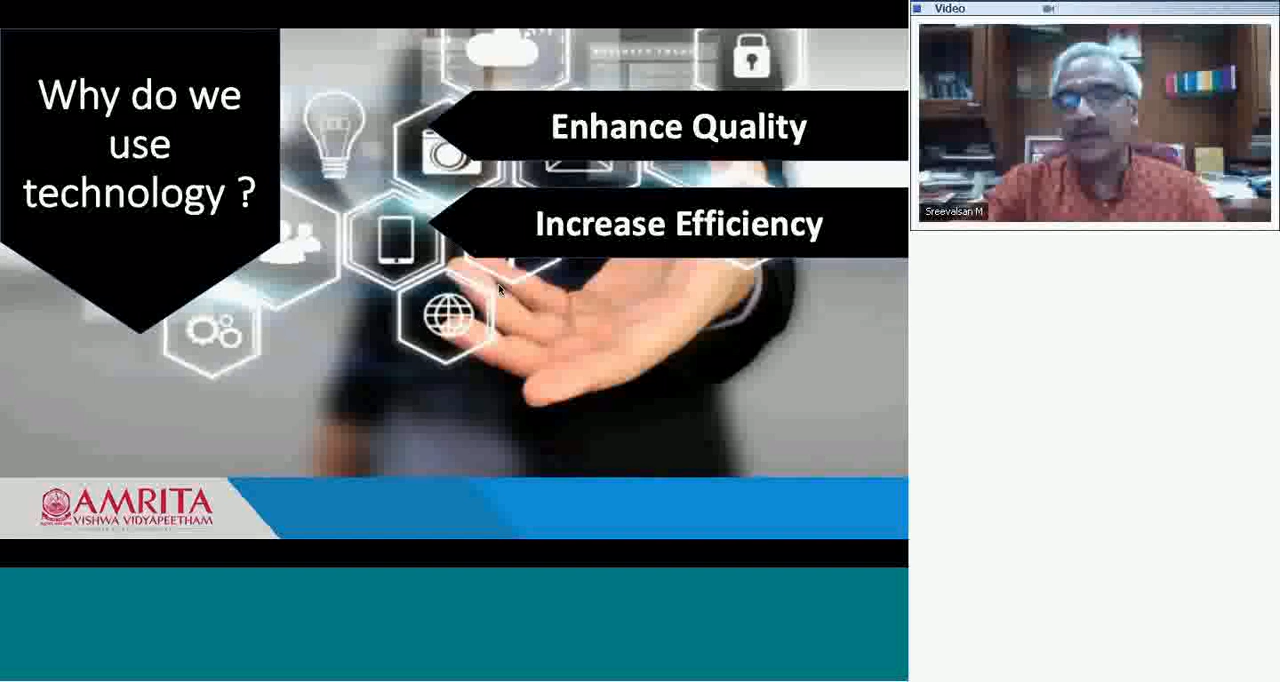 Why do we
use
technology ?
Enhance Quality
Increase Efficiency
AMRITA
VISHWA VIDYAPEETHAM
Video
Sreevalsan M